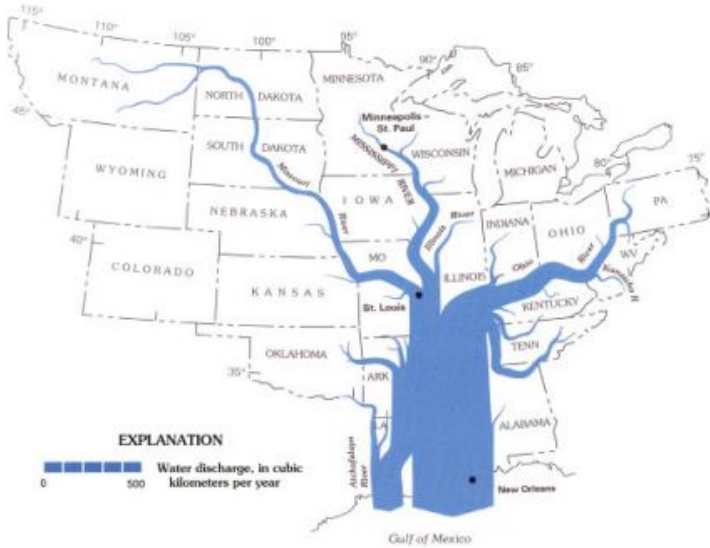 115°
110°
105°
100°
95°
90°
85°
80°
75°
45°
40°
35°
MONTANA
NORTH DAKOTA
MINNESOTA
Minneapolis –
St. Paul
SOUTH DAKOTA
MISSISSIPPI RIVER
WISCONSIN
MICHIGAN
WYOMING
Missouri River
IOWA
Illinois River
NEBRASKA
INDIANA
OHIO
PA
WV
Ohio River
Kanawha R
COLORADO
KANSAS
MO
ILLINOIS
St. Louis
KENTUCKY
OKLAHOMA
ARK
TENN
LA
ALABAMA
Atchafalaya River
New Orleans
Gulf of Mexico
EXPLANATION
Water discharge, in cubic
kilometers per year
0 500